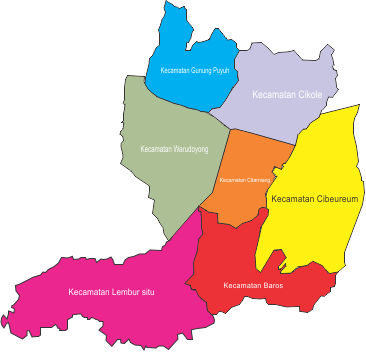 Kecamatan Gunung Puyuh
Kecamatan Cikole
Kecamatan Warudoyong
Kecamatan Citamiang
Kecamatan Cibeureum
Kecamatan Baros
Kecamatan Lembur situ